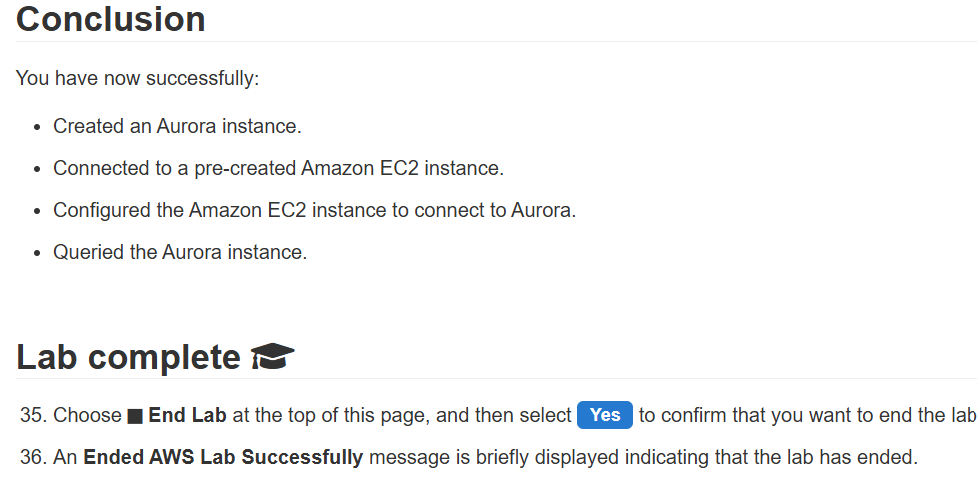 Conclusion
You have now successfully:
• Created an Aurora instance.
• Connected to a pre-created Amazon EC2 instance.
• Configured the Amazon EC2 instance to connect to Aurora.
• Queried the Aurora instance.
Lab complete
35. Choose ■ End Lab at the top of this page, and then select Yes to confirm that you want to end the lab
36. An Ended AWS Lab Successfully message is briefly displayed indicating that the lab has ended.